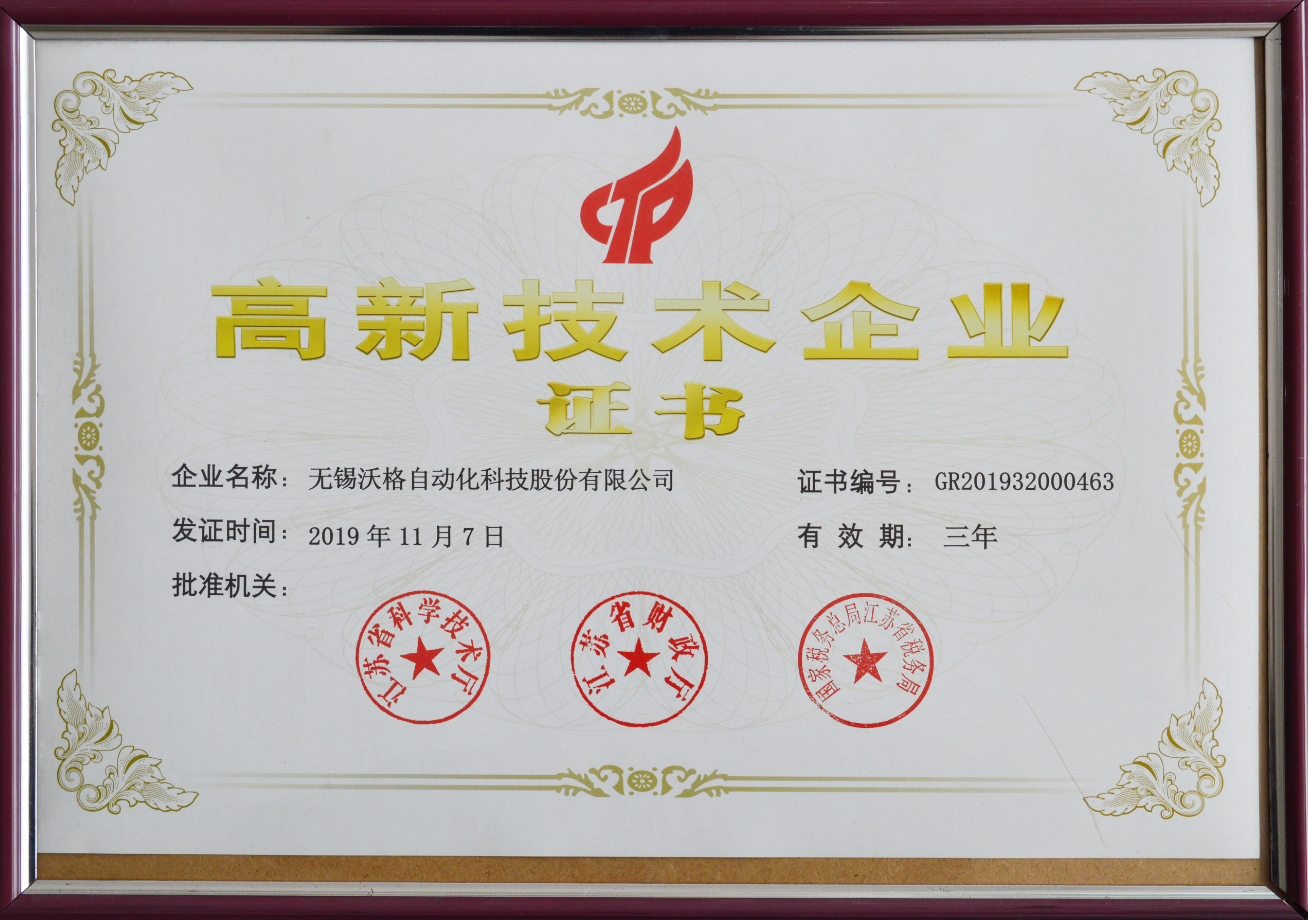 CTP
高新技术企业
证书
企业名称：无锡沃格自动化科技股份有限公司
证书编号：GR201932000463
发证时间：2019年11月7日
有效期：三年
批准机关：
江苏省科学技术厅
江苏省财政厅
国家税务总局江苏省税务局